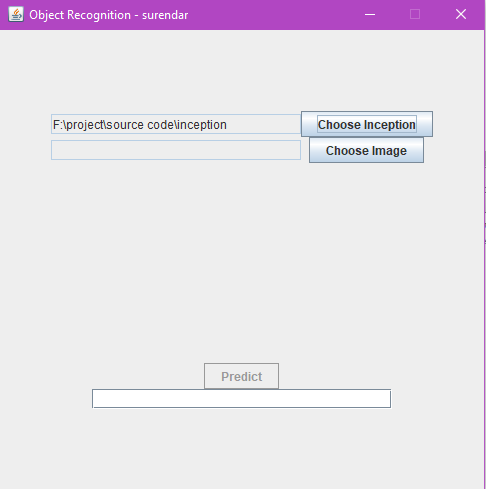 Object Recognition - surendar
F:\project\source code\inception Choose Inception
Choose Image
Predict